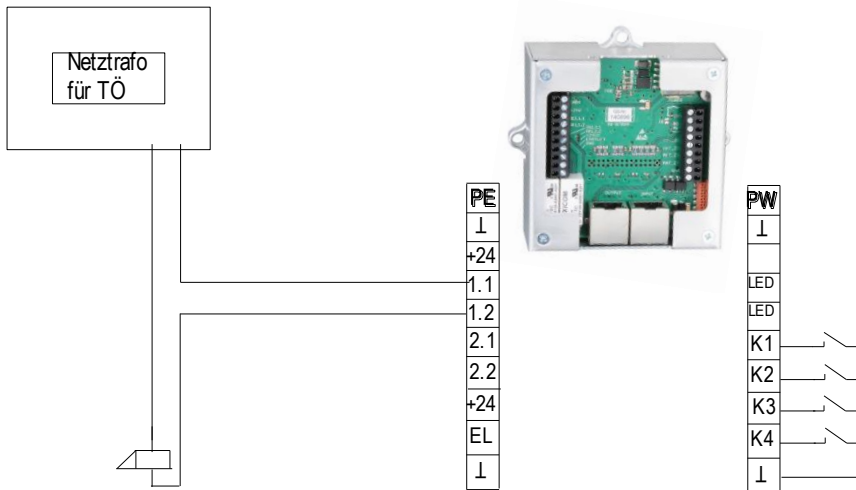 Netztrafo
für TÖ
PE
⊥
+24
1.1
1.2
2.1
2.2
+24
EL
⊥
PW
⊥
LED
LED
K1
K2
K3
K4
⊥